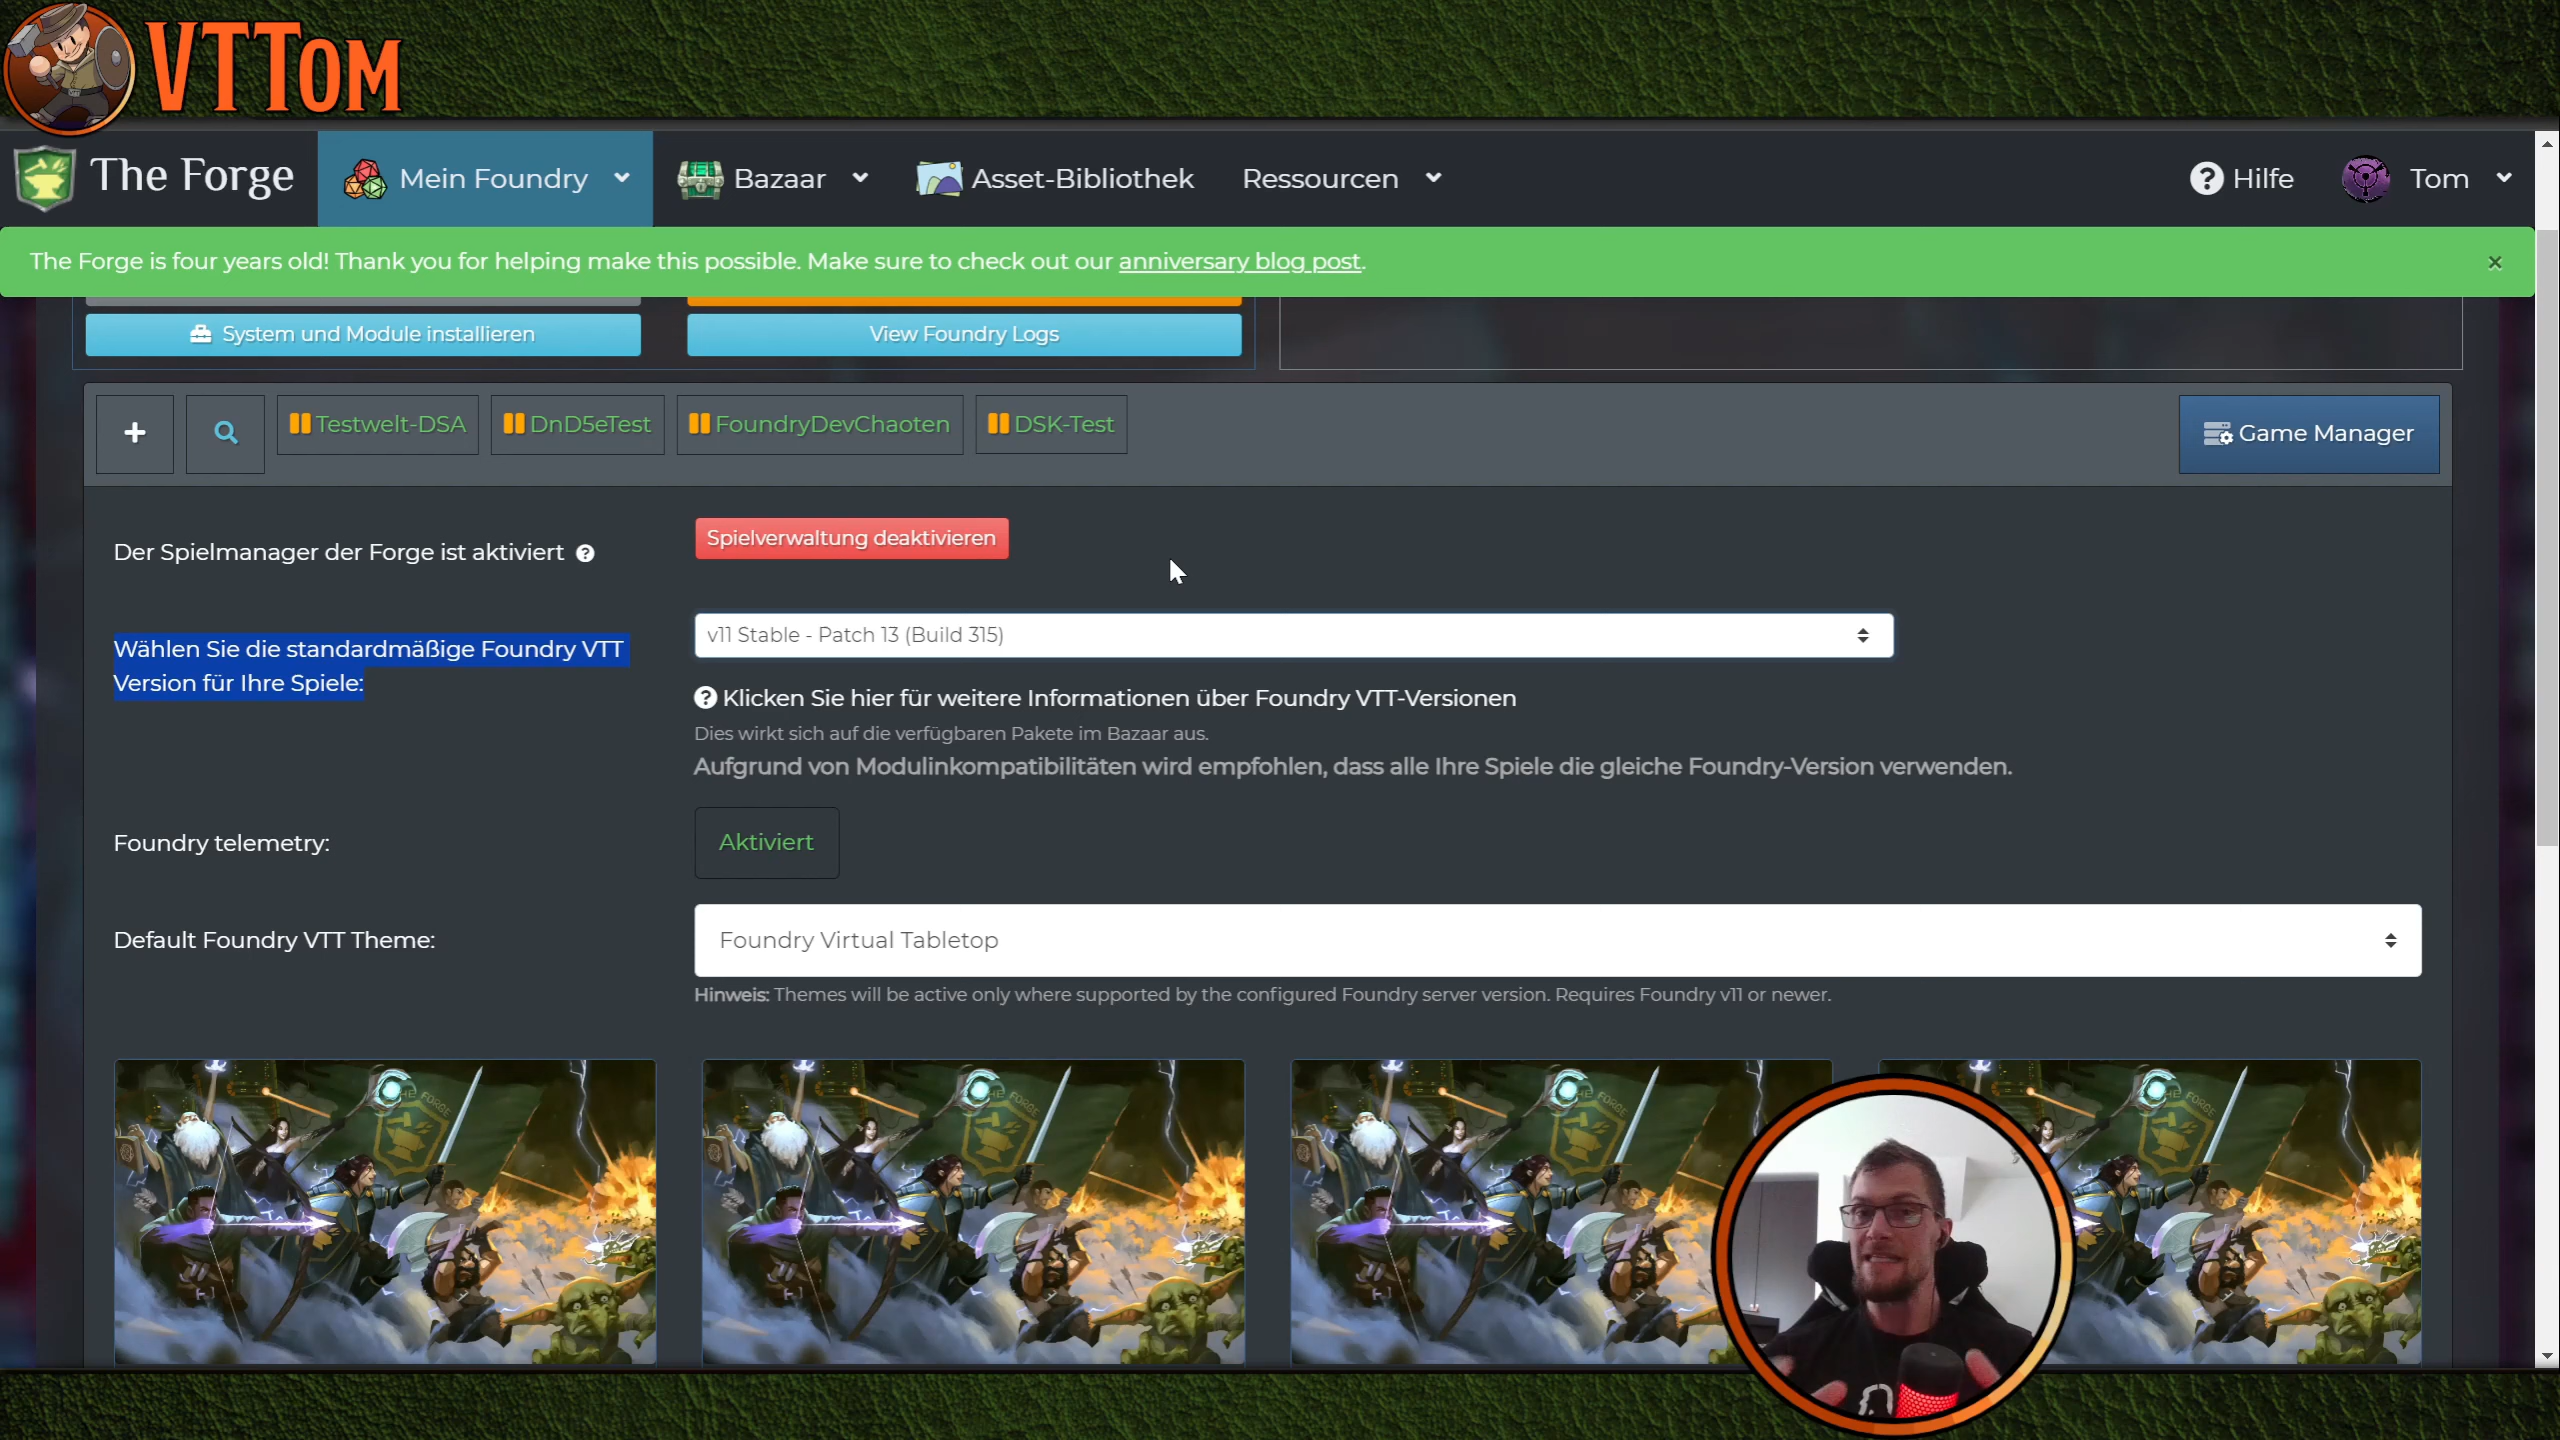 VTTOM
The Forge
Mein Foundry
Bazaar
Asset-Bibliothek
Ressourcen
Hilfe
Tom
The Forge is four years old! Thank you for helping make this possible. Make sure to check out our anniversary blog post.
×
System und Module installieren
View Foundry Logs
Testwelt-DSA
DnD5eTest
FoundryDevChaoten
DSK-Test
Game Manager
Der Spielmanager der Forge ist aktiviert
Spielverwaltung deaktivieren
Wählen Sie die standardmäßige Foundry VTT
Version für Ihre Spiele:
v11 Stable - Patch 13 (Build 315)
Klicken Sie hier für weitere Informationen über Foundry VTT-Versionen
Dies wirkt sich auf die verfügbaren Pakete im Bazaar aus.
Aufgrund von Modulinkompatibilitäten wird empfohlen, dass alle Ihre Spiele die gleiche Foundry-Version verwenden.
Foundry telemetry:
Aktiviert
Default Foundry VTT Theme:
Foundry Virtual Tabletop
Hinweis: Themes will be active only where supported by the configured Foundry server version. Requires Foundry v11 or newer.